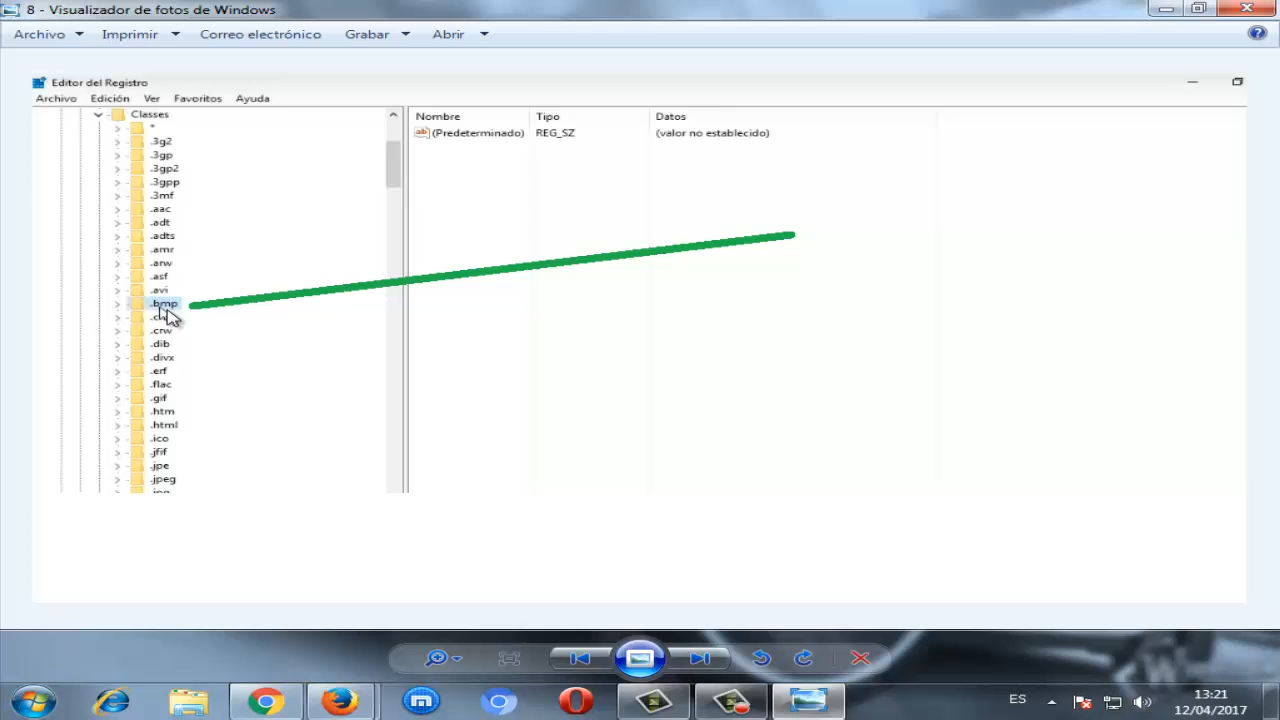 8 - Visualizador de fotos de Windows
Archivo Imprimir Correo electrónico Grabar Abrir
Editor del Registro
Archivo Edición Ver Favoritos Ayuda
Classes
*
.3g2
.3gp
.3gp2
.3gpp
.3mf
.aac
.adt
.adts
.amr
.arw
.asf
.avi
.bmp
.crw
.dib
.divx
.erf
.flac
.gif
.htm
.html
.ico
.jfif
.jpe
.jpeg
Nombre Tipo Datos
(Predeterminado) REG_SZ (valor no establecido)
ES
13:21
12/04/2017